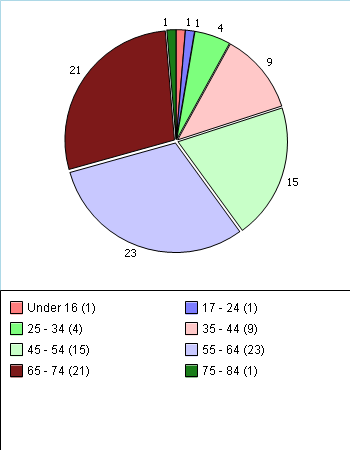 1 1 1 4
9
21
15
23
Under 16 (1) 17 - 24 (1)
25 - 34 (4) 35 - 44 (9)
45 - 54 (15) 55 - 64 (23)
65 - 74 (21) 75 - 84 (1)